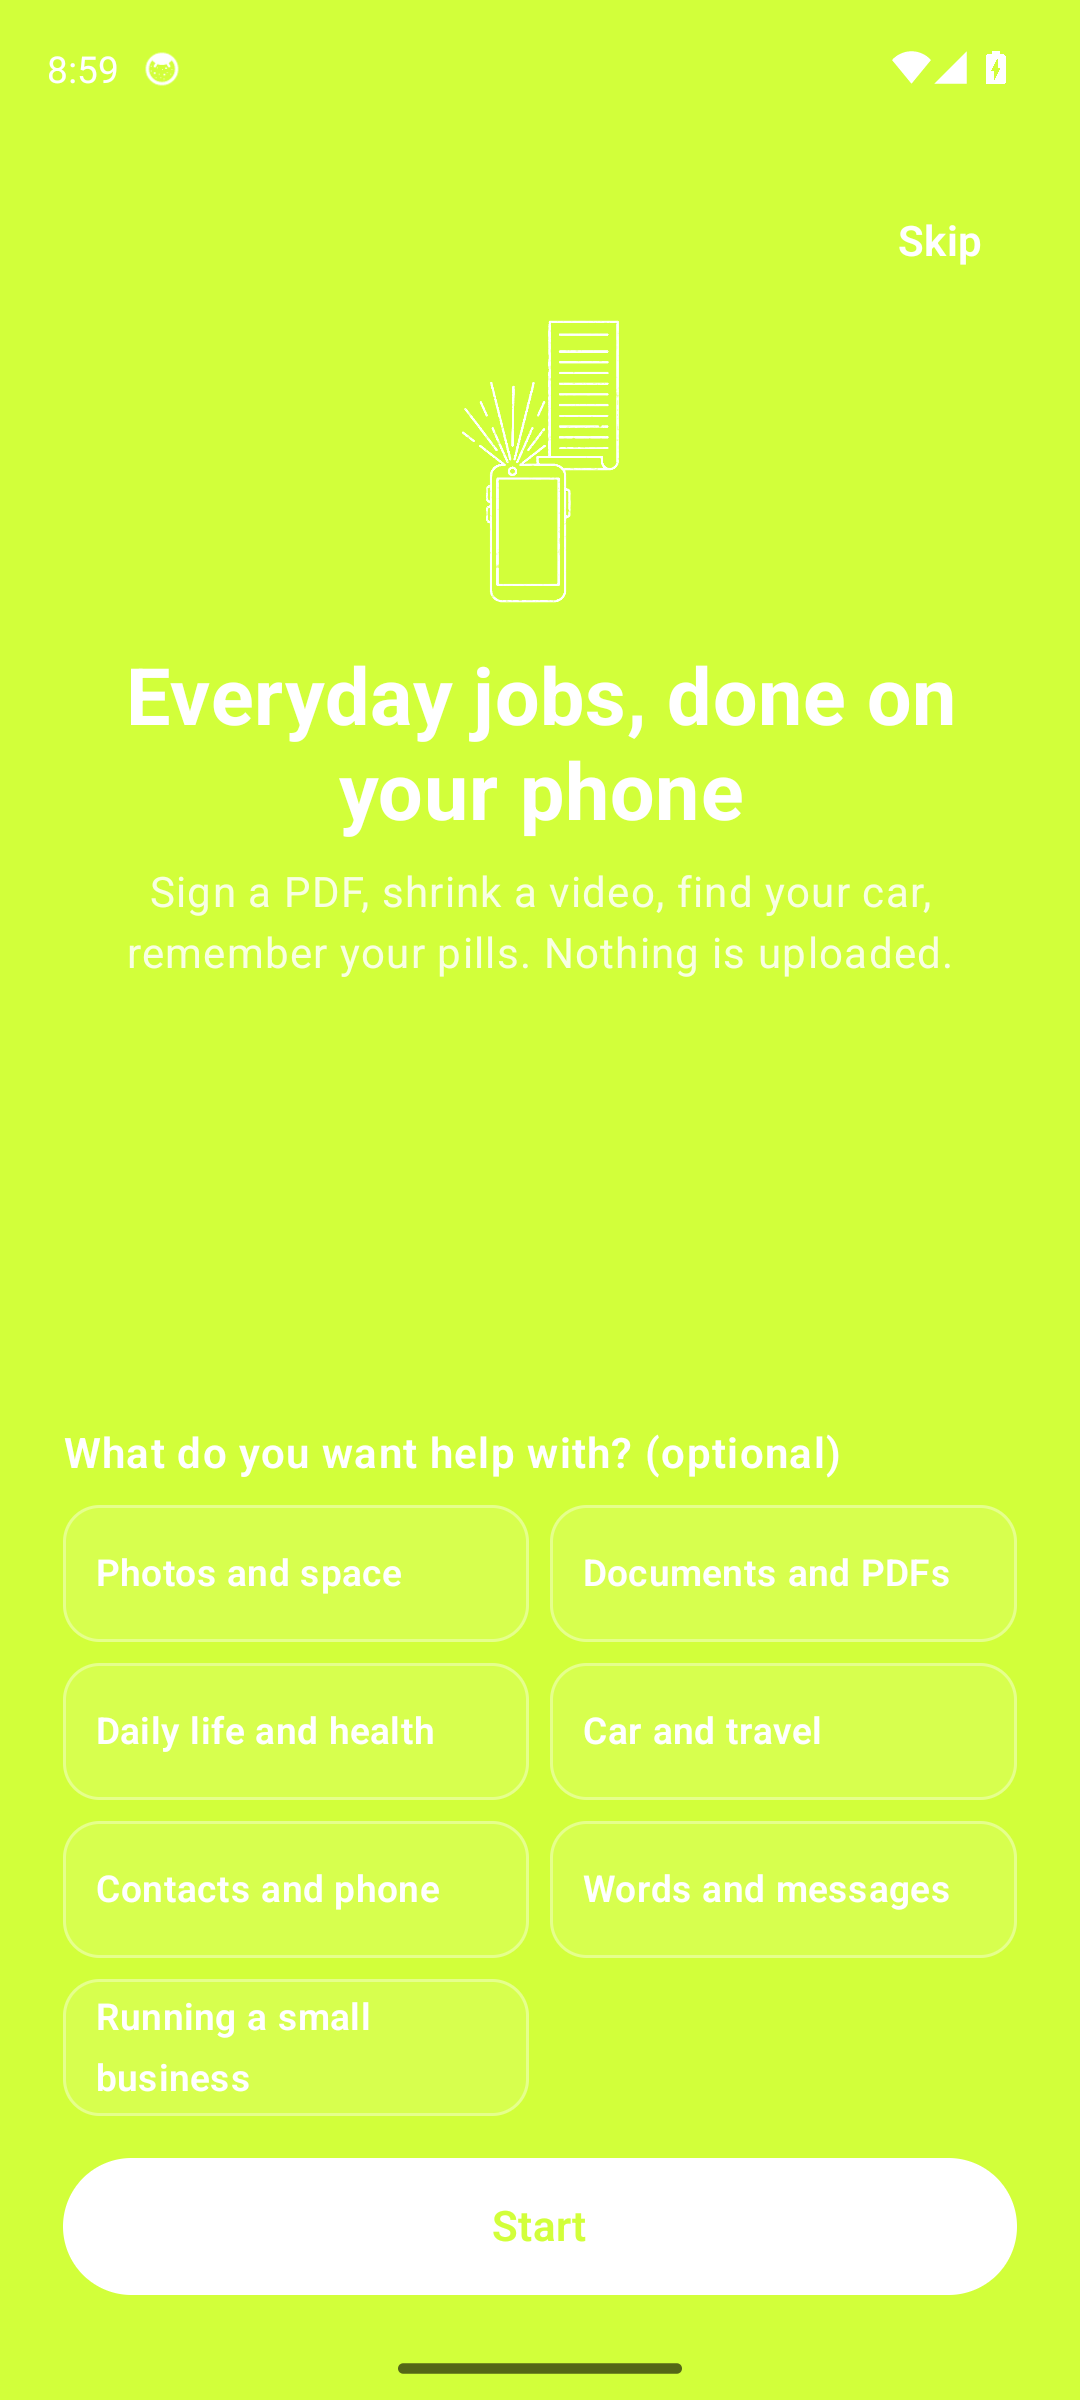 8:59
Skip
Everyday jobs, done on
your phone
Sign a PDF, shrink a video, find your car,
remember your pills. Nothing is uploaded.
What do you want help with? (optional)
Photos and space
Documents and PDFs
Daily life and health
Car and travel
Contacts and phone
Words and messages
Running a small
business
Start